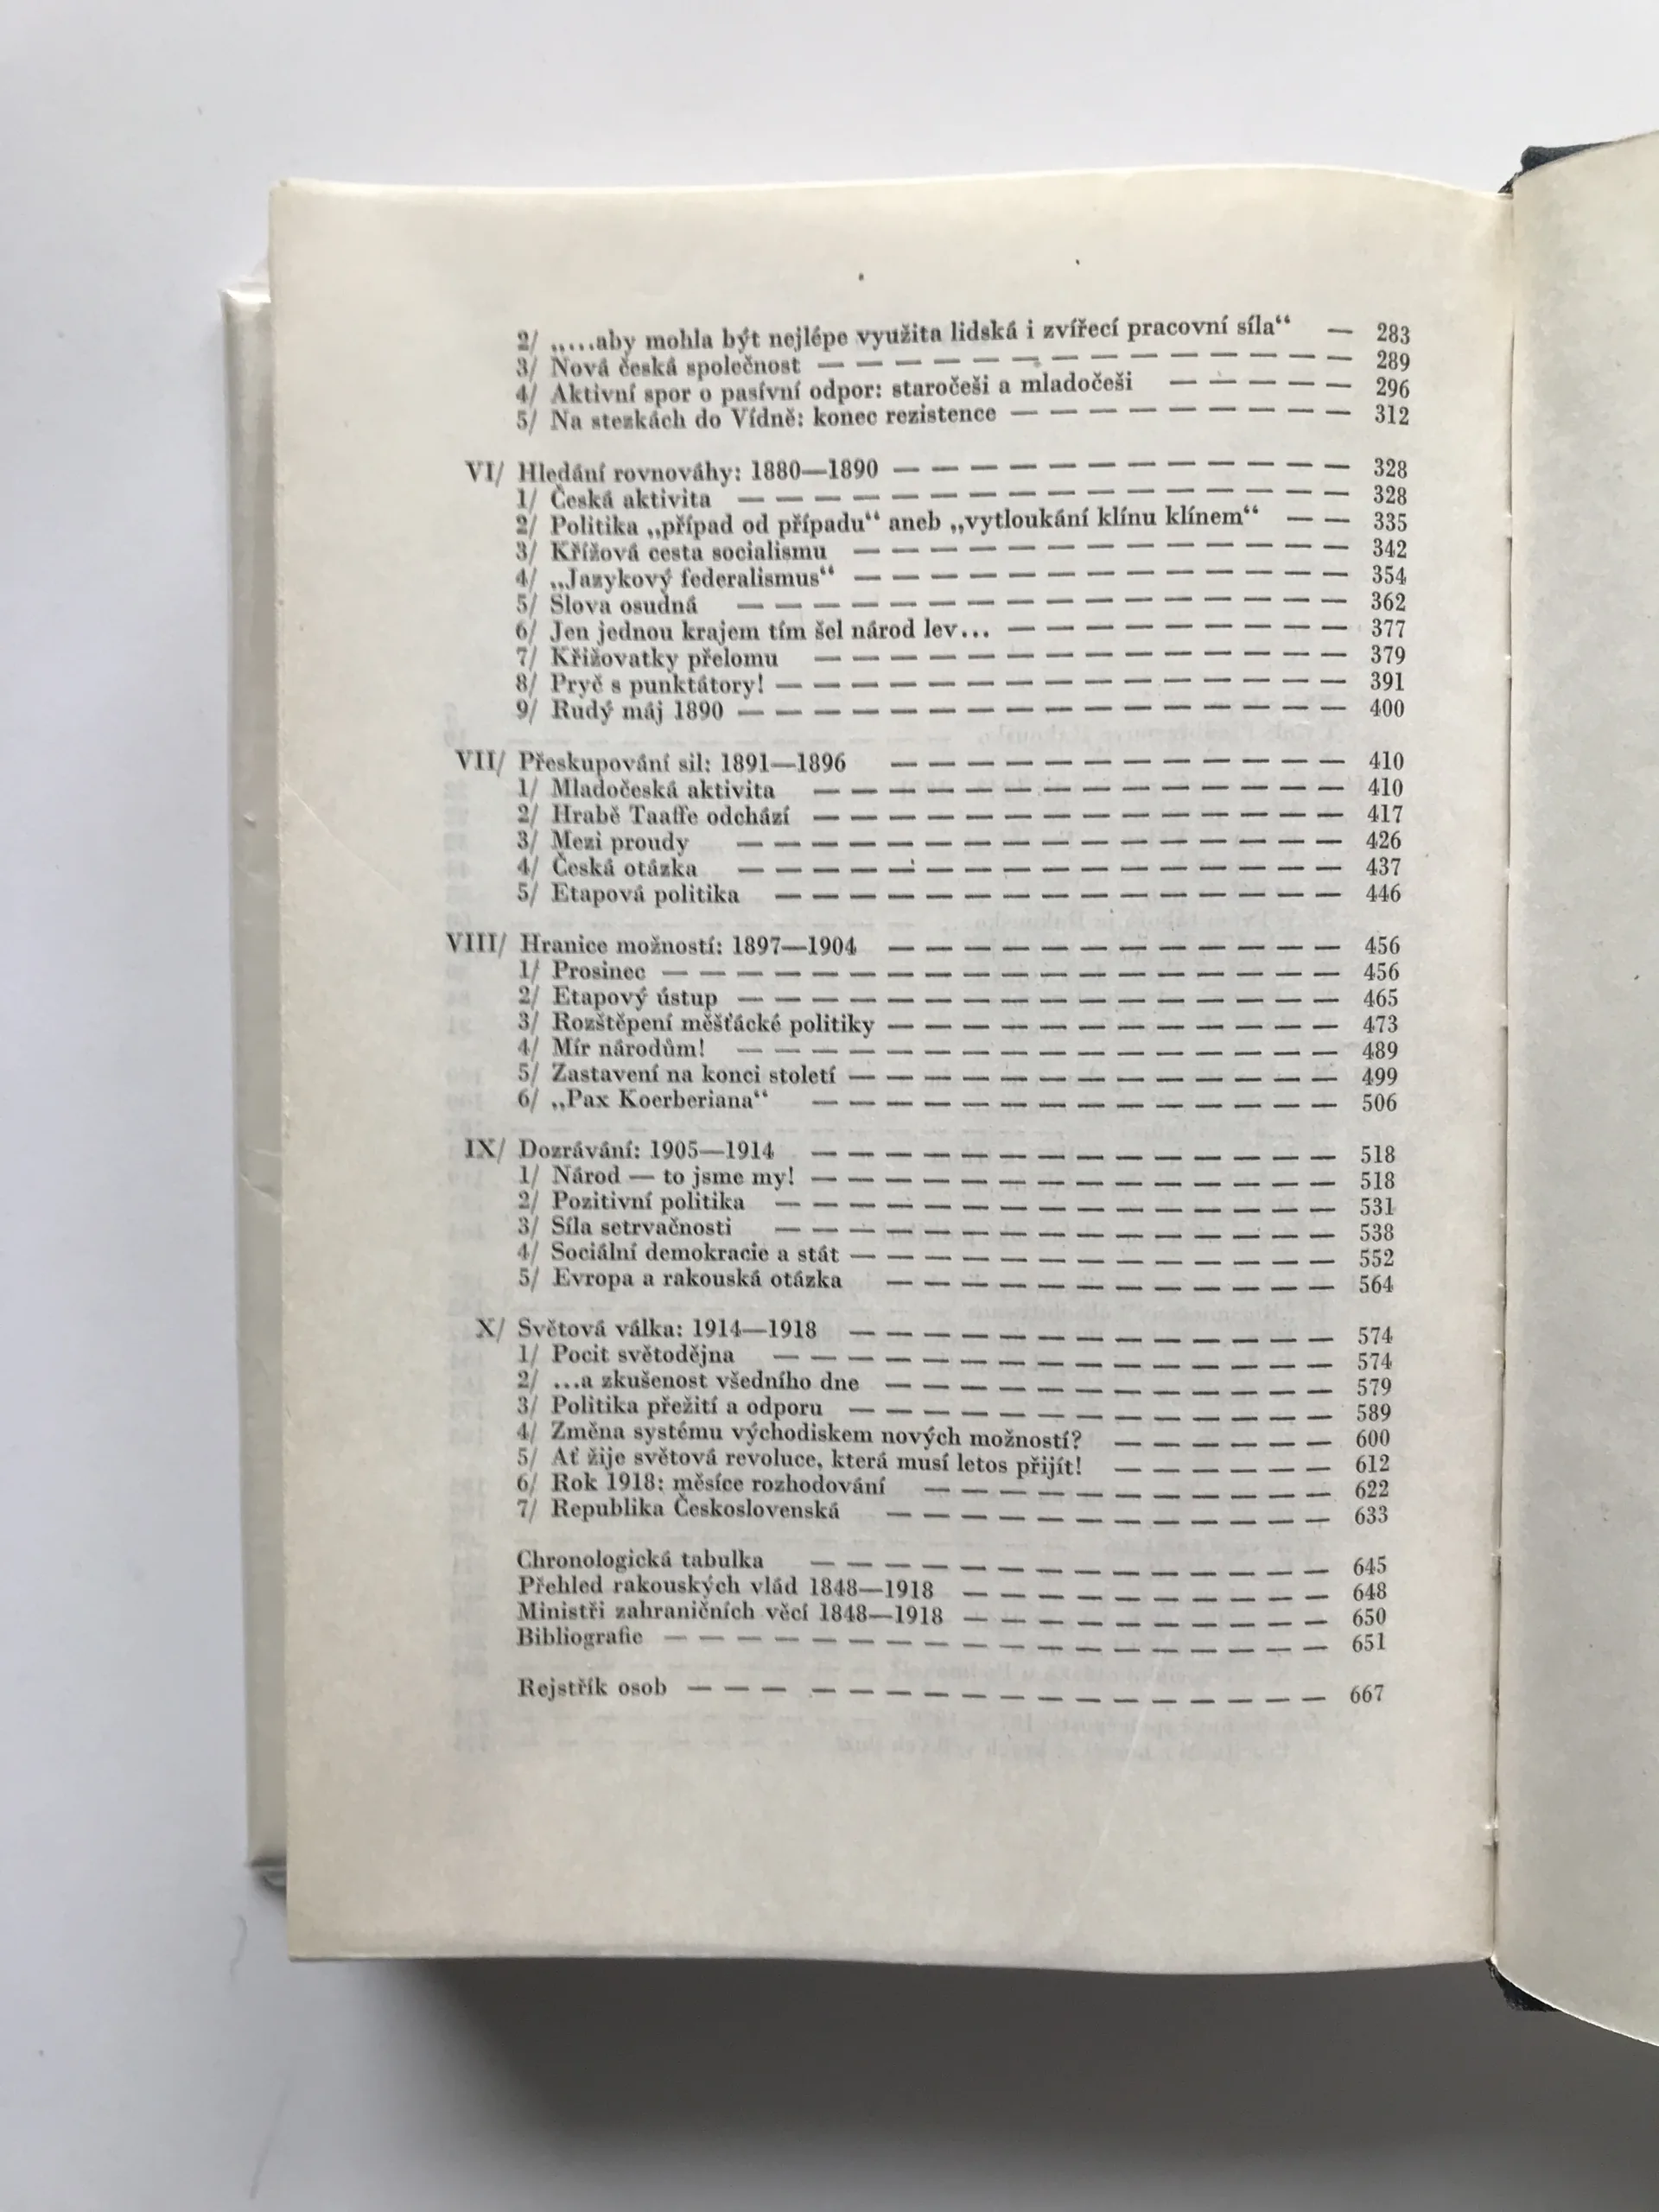 2/ „...aby mohla být nejlépe využita lidská i zvířecí pracovní síla“ — 283
3/ Nová česká společnost — — — — — — — — — — — — — — 289
4/ Aktivní spor o pasívní odpor: staročeši a mladočeši — — — — — 296
5/ Na stezkách do Vídně: konec rezistence — — — — — — — — — 312
VI/ Hledání rovnováhy: 1880—1890 — — — — — — — — — — — — 328
1/ Česká aktivita — — — — — — — — — — — — — — — — 328
2/ Politika „případ od případu“ aneb „vytloukání klínu klínem“ — — 335
3/ Křížová cesta socialismu — — — — — — — — — — — — — 342
4/ „Jazykový federalismus“ — — — — — — — — — — — — — 354
5/ Slova osudná — — — — — — — — — — — — — — — — 362
6/ Jen jednou krajem tím šel národ lev... — — — — — — — — — 377
7/ Křižovatky přelomu — — — — — — — — — — — — — — 379
8/ Pryč s punktátory! — — — — — — — — — — — — — — — 391
9/ Rudý máj 1890 — — — — — — — — — — — — — — — — 400
VII/ Přeskupování sil: 1891—1896 — — — — — — — — — — — — 410
1/ Mladočeská aktivita — — — — — — — — — — — — — — 410
2/ Hrabě Taaffe odchází — — — — — — — — — — — — — — 417
3/ Mezi proudy — — — — — — — — — — — — — — — — 426
4/ Česká otázka — — — — — — — — — — — — — — — — 437
5/ Etapová politika — — — — — — — — — — — — — — — 446
VIII/ Hranice možností: 1897—1904 — — — — — — — — — — — — 456
1/ Prosinec — — — — — — — — — — — — — — — — — — 456
2/ Etapový ústup — — — — — — — — — — — — — — — — 465
3/ Rozštěpení měšťácké politiky — — — — — — — — — — — — 473
4/ Mír národům! — — — — — — — — — — — — — — — — 489
5/ Zastavení na konci století — — — — — — — — — — — — — 499
6/ „Pax Koerberiana“ — — — — — — — — — — — — — — 506
IX/ Dozrávání: 1905—1914 — — — — — — — — — — — — — — 518
1/ Národ — to jsme my! — — — — — — — — — — — — — — 518
2/ Pozitivní politika — — — — — — — — — — — — — — — 531
3/ Síla setrvačnosti — — — — — — — — — — — — — — — 538
4/ Sociální demokracie a stát — — — — — — — — — — — — — 552
5/ Evropa a rakouská otázka — — — — — — — — — — — — 564
X/ Světová válka: 1914—1918 — — — — — — — — — — — — — 574
1/ Pocit světodějna — — — — — — — — — — — — — — — 574
2/ ...a zkušenost všedního dne — — — — — — — — — — — — 579
3/ Politika přežití a odporu — — — — — — — — — — — — — 589
4/ Změna systému východiskem nových možností? — — — — — — 600
5/ Ať žije světová revoluce, která musí letos přijít! — — — — — — 612
6/ Rok 1918: měsíce rozhodování — — — — — — — — — — — 622
7/ Republika Československá — — — — — — — — — — — — 633
Chronologická tabulka — — — — — — — — — — — — — — 645
Přehled rakouských vlád 1848—1918 — — — — — — — — — — 648
Ministři zahraničních věcí 1848—1918 — — — — — — — — — — 650
Bibliografie — — — — — — — — — — — — — — — — — — 651
Rejstřík osob — — — — — — — — — — — — — — — — — 667